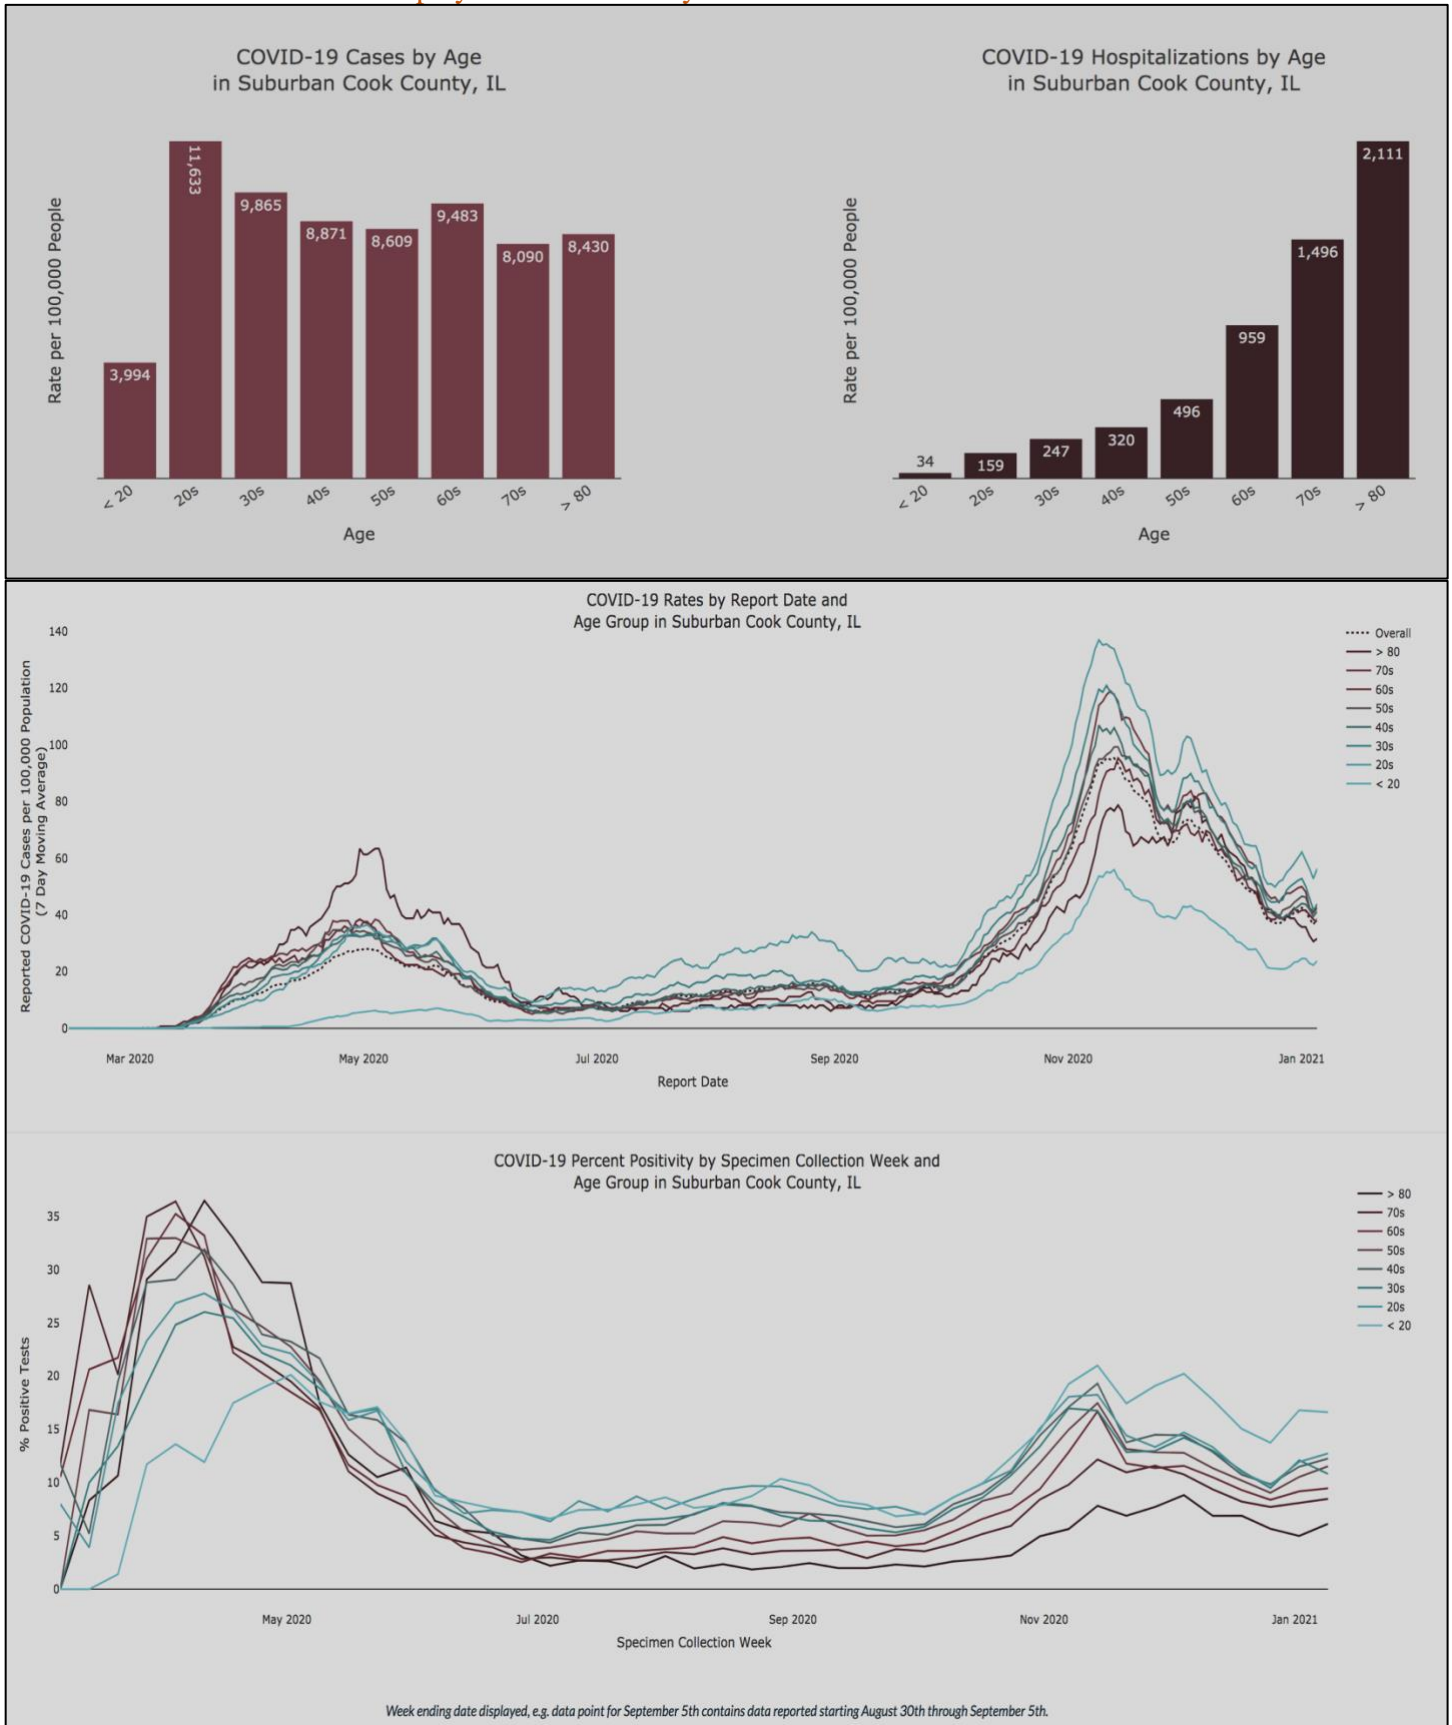 COVID-19 Cases by Age
in Suburban Cook County, IL
Rate per 100,000 People
3,994
11,633
9,865
8,871
8,609
9,483
8,090
8,430
< 20
20s
30s
40s
50s
60s
70s
> 80
Age
COVID-19 Hospitalizations by Age
in Suburban Cook County, IL
Rate per 100,000 People
34
159
247
320
496
959
1,496
2,111
< 20
20s
30s
40s
50s
60s
70s
> 80
Age
COVID-19 Rates by Report Date and
Age Group in Suburban Cook County, IL
Reported COVID-19 Cases per 100,000 Population
(7 Day Moving Average)
140
120
100
80
60
40
20
0
Mar 2020
May 2020
Jul 2020
Sep 2020
Nov 2020
Jan 2021
Report Date
Overall
> 80
70s
60s
50s
40s
30s
20s
< 20
COVID-19 Percent Positivity by Specimen Collection Week and
Age Group in Suburban Cook County, IL
% Positive Tests
35
30
25
20
15
10
5
0
May 2020
Jul 2020
Sep 2020
Nov 2020
Jan 2021
Specimen Collection Week
> 80
70s
60s
50s
40s
30s
20s
< 20
Week ending date displayed, e.g. data point for September 5th contains data reported starting August 30th through September 5th.